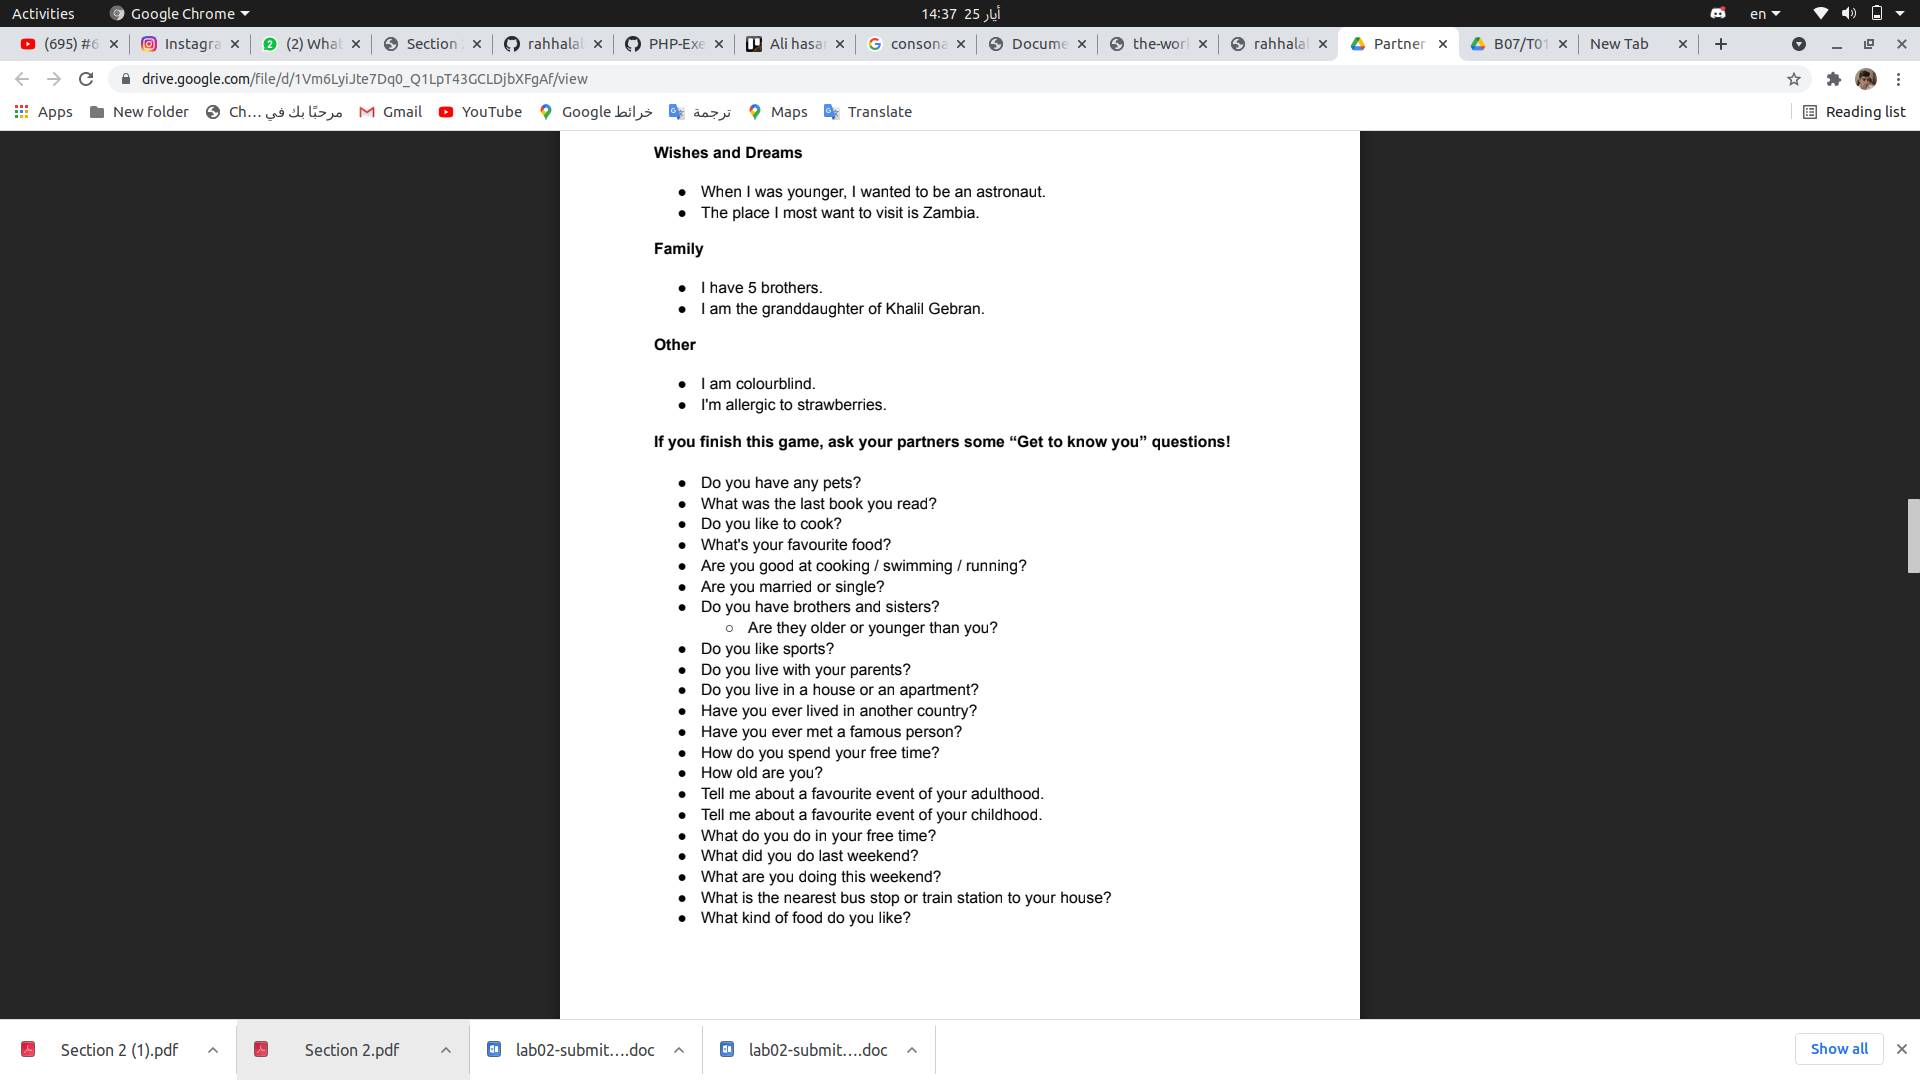 Activities
Google Chrome
14:37 25 أيار
en
(695) #6
Instagra
(2) What
Section
rahhalal
PHP-Exe
Ali hasan
consona
Docume
the-worl
rahhalal
Partner
B07/T01
New Tab
drive.google.com/file/d/1Vm6LyiJte7Dq0_Q1LpT43GCLDjbXFgAf/view
Apps
New folder
مرحبًا بك في ...Ch
Gmail
YouTube
خرائط Google
ترجمة
Maps
Translate
Reading list
Wishes and Dreams
● When I was younger, I wanted to be an astronaut.
● The place I most want to visit is Zambia.
Family
● I have 5 brothers.
● I am the granddaughter of Khalil Gebran.
Other
● I am colourblind.
● I'm allergic to strawberries.
If you finish this game, ask your partners some “Get to know you” questions!
● Do you have any pets?
● What was the last book you read?
● Do you like to cook?
● What's your favourite food?
● Are you good at cooking / swimming / running?
● Are you married or single?
● Do you have brothers and sisters?
○ Are they older or younger than you?
● Do you like sports?
● Do you live with your parents?
● Do you live in a house or an apartment?
● Have you ever lived in another country?
● Have you ever met a famous person?
● How do you spend your free time?
● How old are you?
● Tell me about a favourite event of your adulthood.
● Tell me about a favourite event of your childhood.
● What do you do in your free time?
● What did you do last weekend?
● What are you doing this weekend?
● What is the nearest bus stop or train station to your house?
● What kind of food do you like?
Section 2 (1).pdf
Section 2.pdf
lab02-submit....doc
lab02-submit....doc
Show all